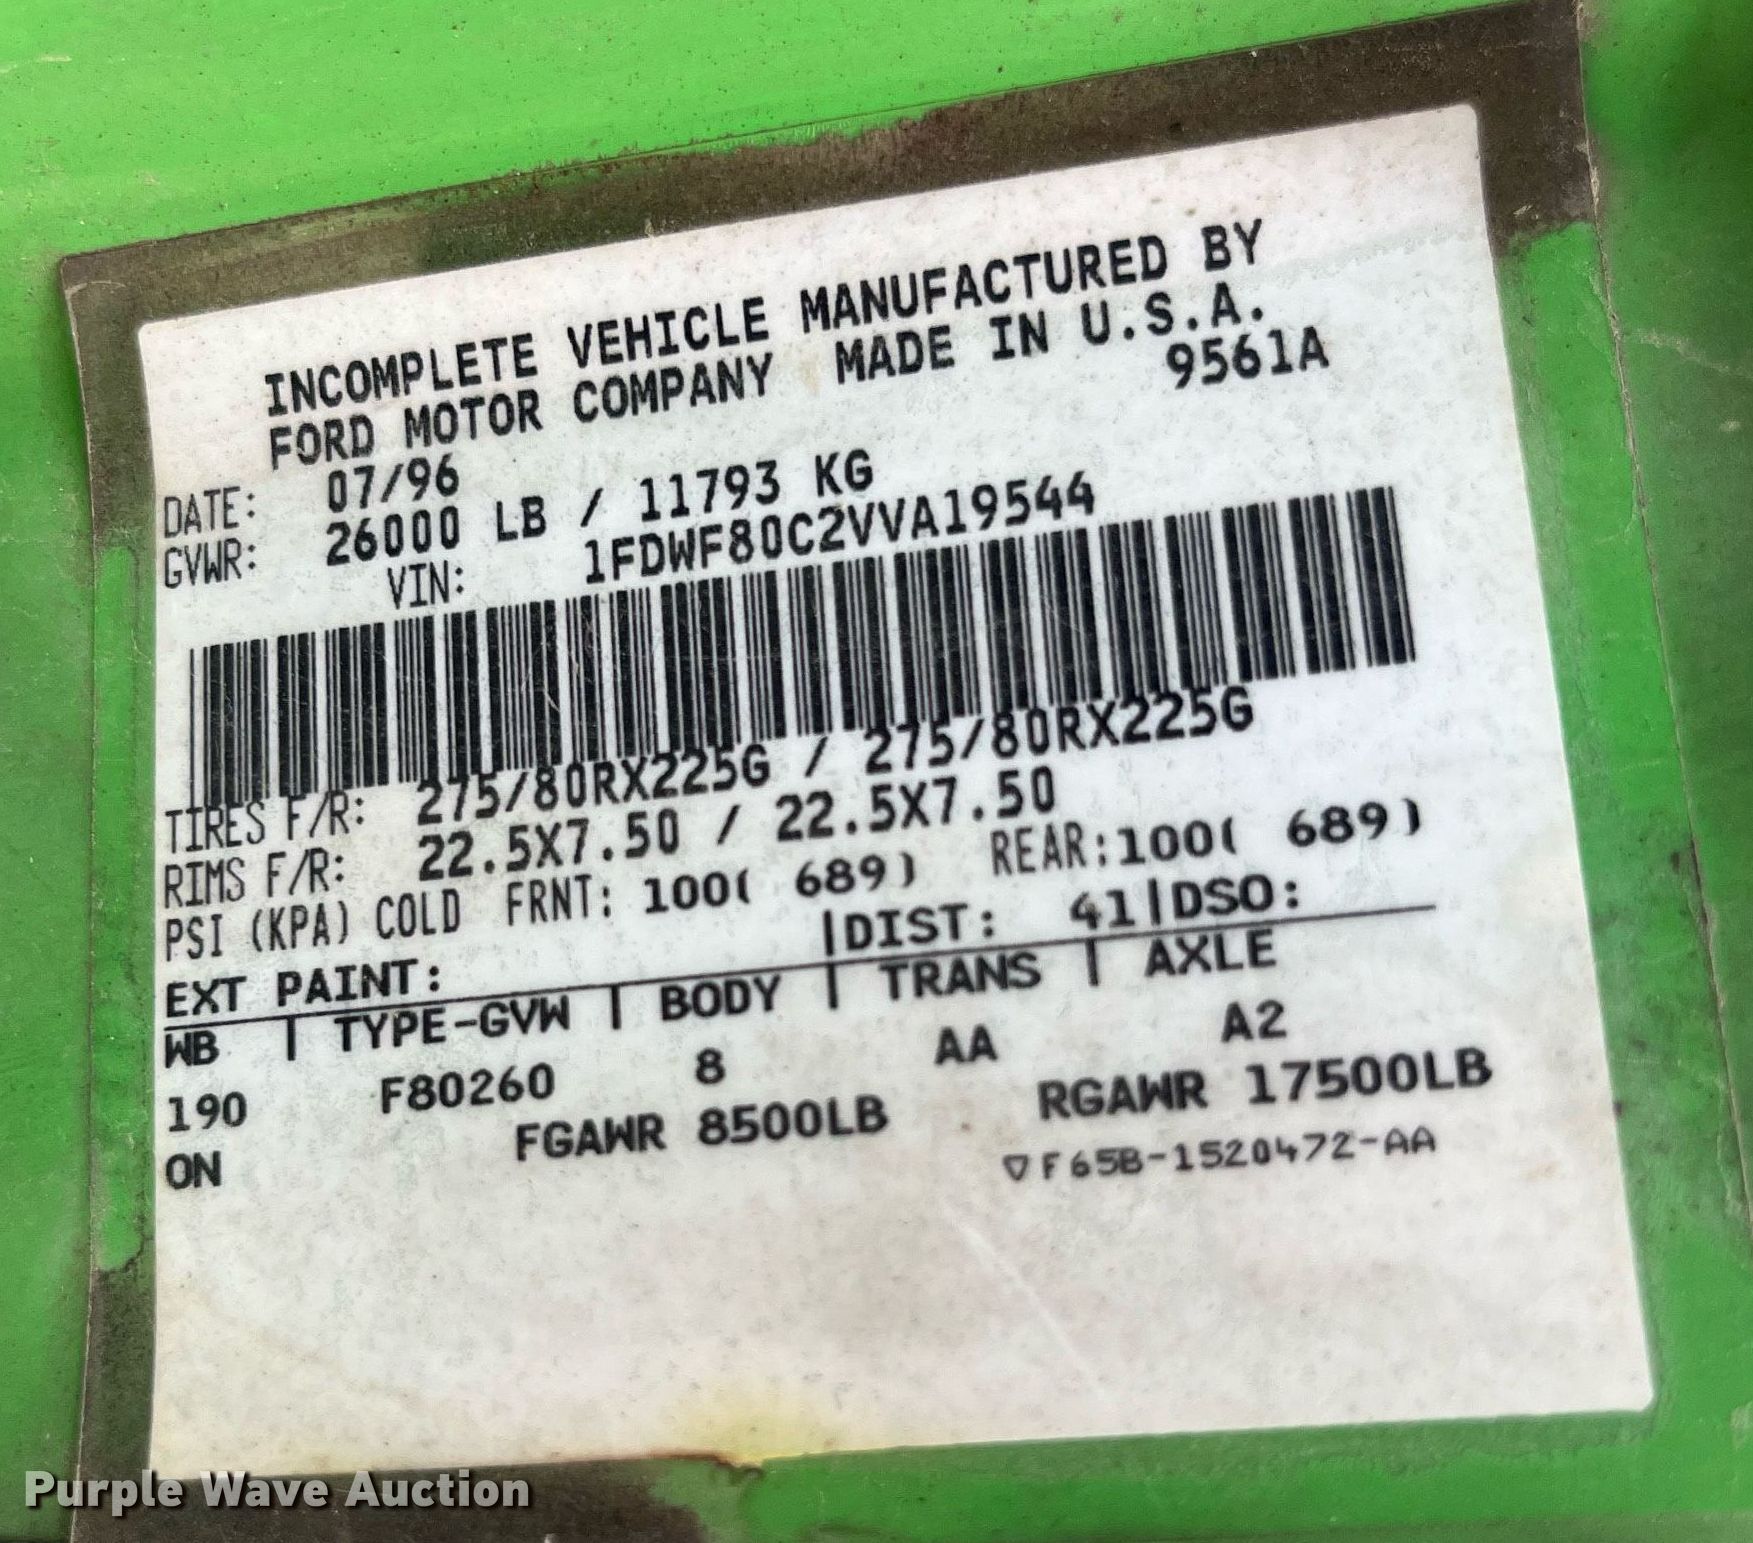 INCOMPLETE VEHICLE MANUFACTURED BY
FORD MOTOR COMPANY MADE IN U.S.A.
9561A
DATE: 07/96
GVWR: 26000 LB / 11793 KG
VIN: 1FDWF80C2VVA19544
TIRES F/R: 275/80RX225G / 275/80RX225G
RIMS F/R: 22.5X7.50 / 22.5X7.50
PSI (KPA) COLD FRNT: 100( 689) REAR:100( 689)
EXT PAINT: |DIST: 41|DSO:
WB | TYPE-GVW | BODY | TRANS | AXLE
190 F80260 8 AA A2
ON FGAWR 8500LB RGAWR 17500LB
▽F65B-1520472-AA
Purple Wave Auction